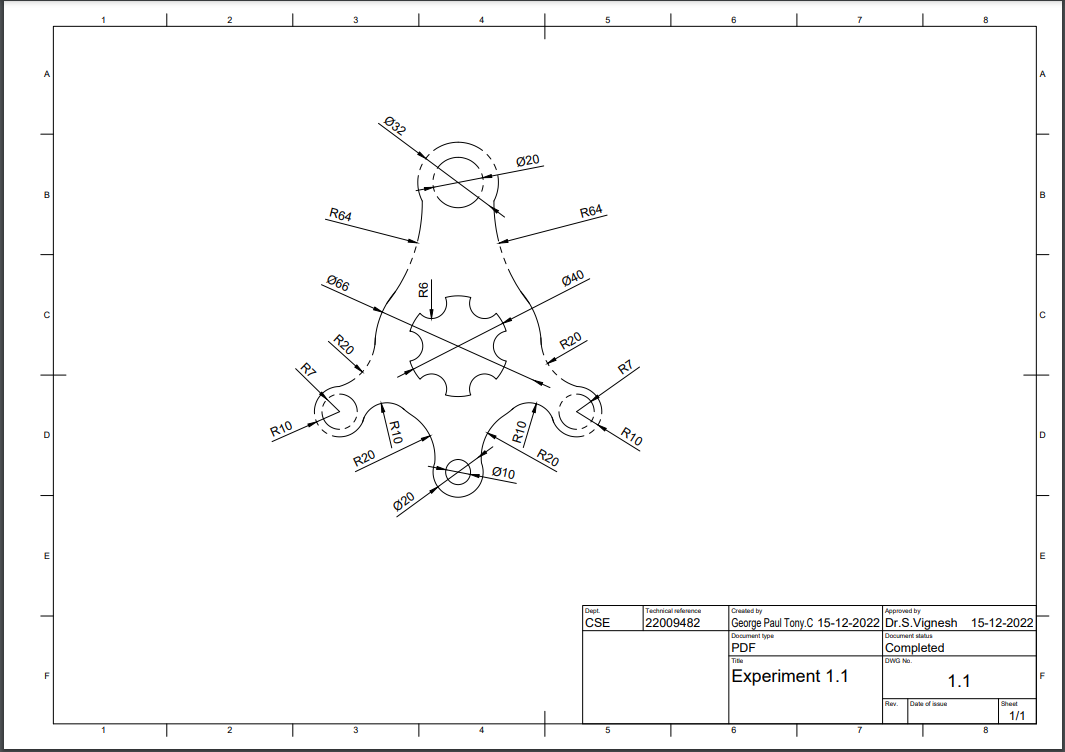 1 2 3 4 5 6 7 8
A A
Ø32
Ø20
B B
R64 R64
Ø66 R6 Ø40
C C
R20 R20
R7 R7
R10 R10 R10 R10
D D
R20 R20
Ø10
Ø20
E E
Dept. Technical reference Created by Approved by
CSE 22009482 George Paul Tony.C 15-12-2022 Dr.S.Vignesh 15-12-2022
Document type Document status
PDF Completed
Title DWG No.
Experiment 1.1 1.1
F F
Rev. Date of issue Sheet
1/1
1 2 3 4 5 6 7 8